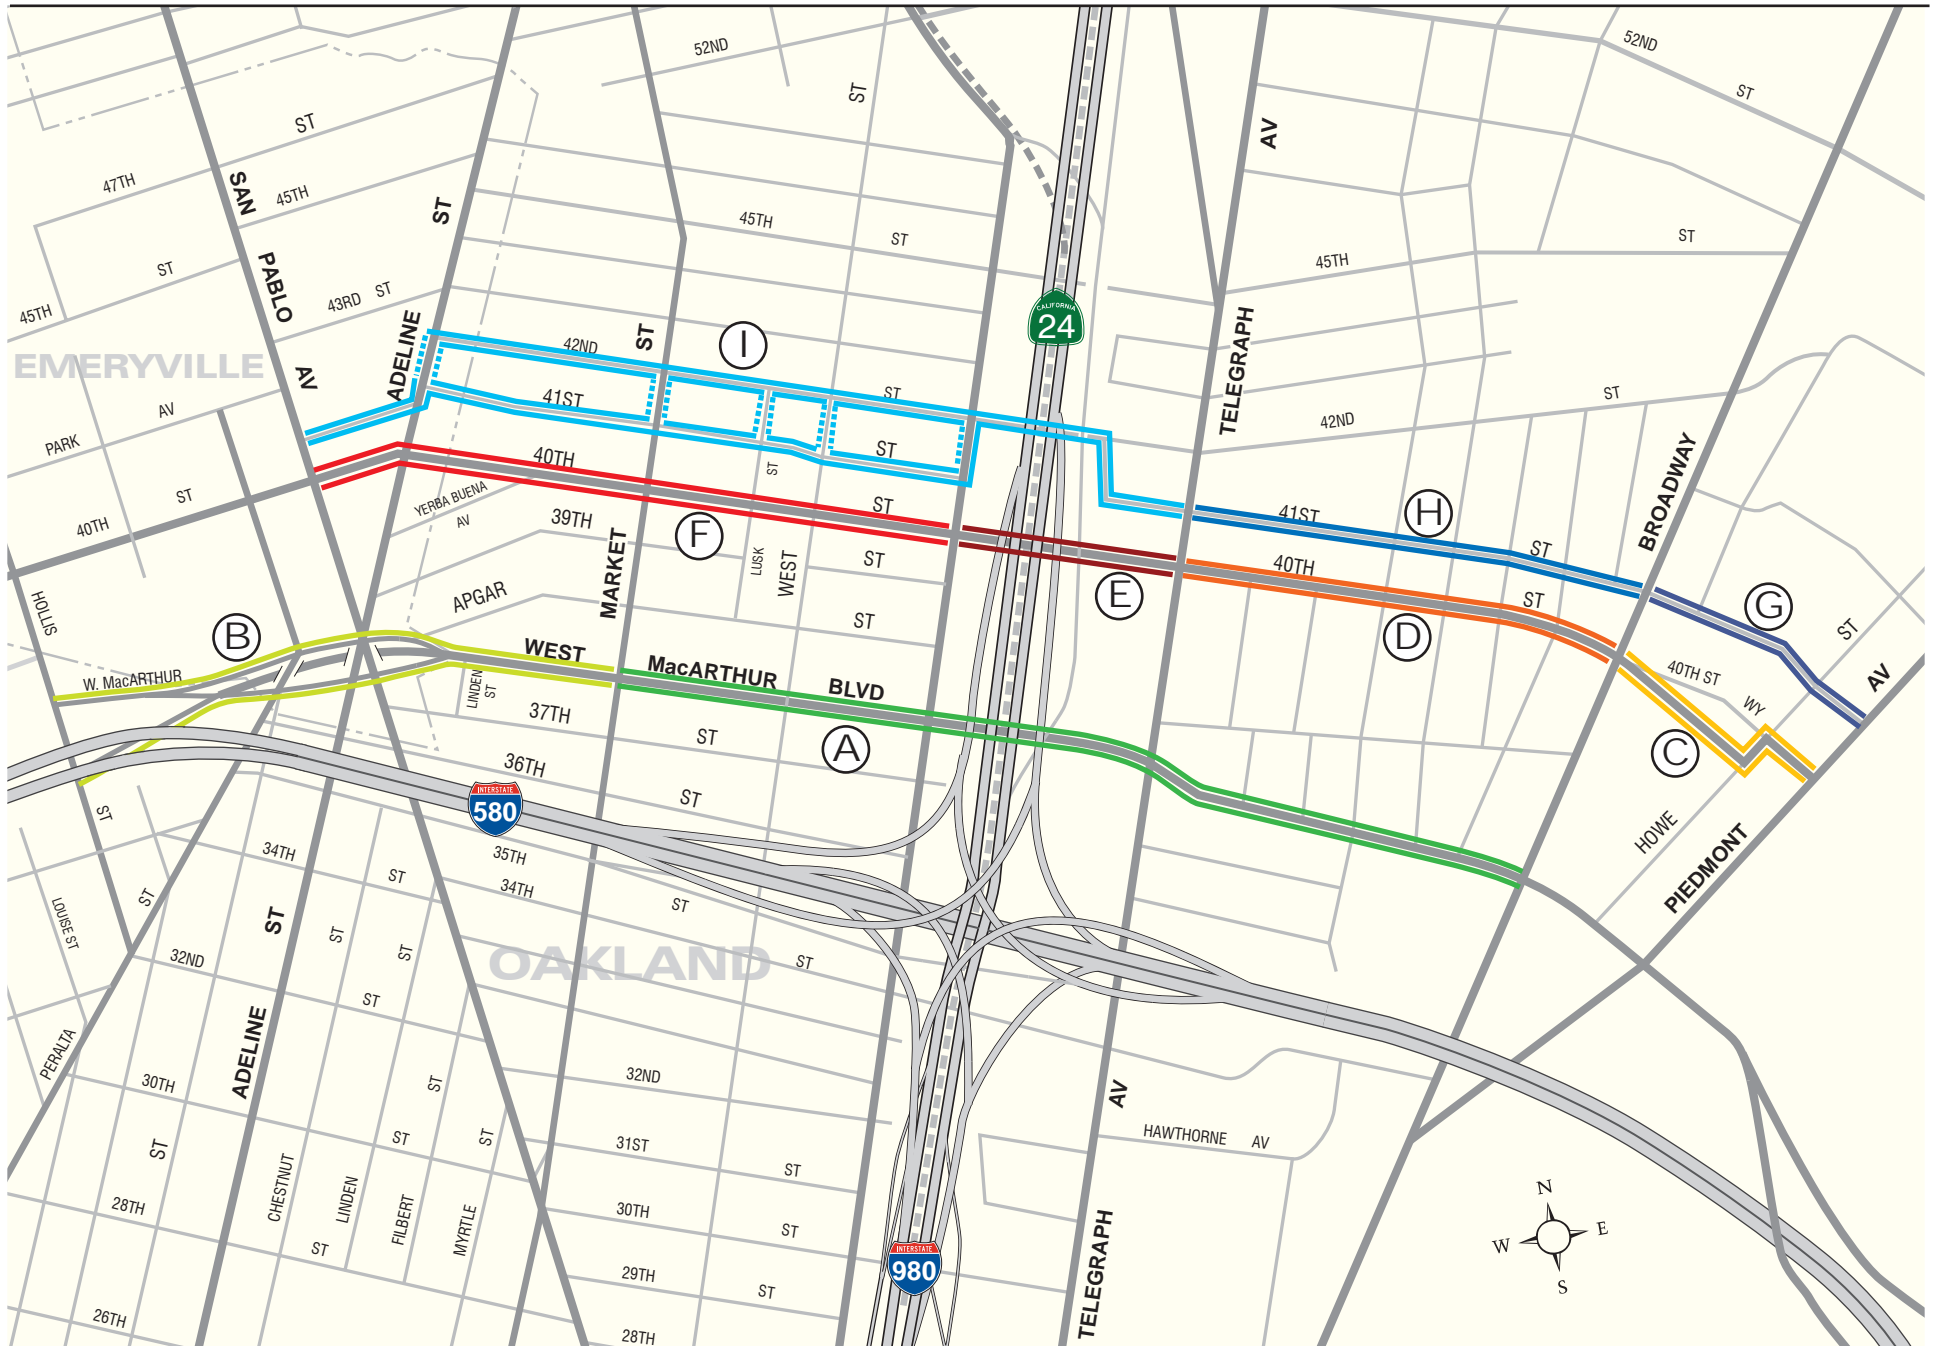 52ND
ST
52ND
ST
ST
47TH
SAN
45TH
ST
AV
45TH
ST
ST
PABLO
ST
45TH
43RD ST
45TH
CALIFORNIA
24
EMERYVILLE
AV
ADELINE
42ND
ST
I
ST
TELEGRAPH
42ND
ST
PARK
AV
41ST
ST
BROADWAY
40TH
ST
40TH
ST
ST
YERBA BUENA
AV
39TH
ST
F
41ST
H
ST
HOLLIS
ST
APGAR
MARKET
LUSK
WEST
ST
E
40TH
ST
D
G
ST
B
W. MacARTHUR
WEST
MacARTHUR
BLVD
LINDEN
ST
40TH ST
WY
AV
37TH
ST
A
C
36TH
ST
INTERSTATE
580
HOWE
PIEDMONT
34TH
ST
35TH
34TH
ST
LOUISE ST
ST
ST
ST
ST
32ND
ST
OAKLAND
ST
PERALTA
ADELINE
30TH
ST
ST
32ND
AV
ST
ST
ST
31ST
ST
HAWTHORNE AV
28TH
CHESTNUT
LINDEN
FILBERT
MYRTLE
ST
30TH
ST
TELEGRAPH
N
W
E
S
INTERSTATE
980
29TH
ST
26TH
28TH